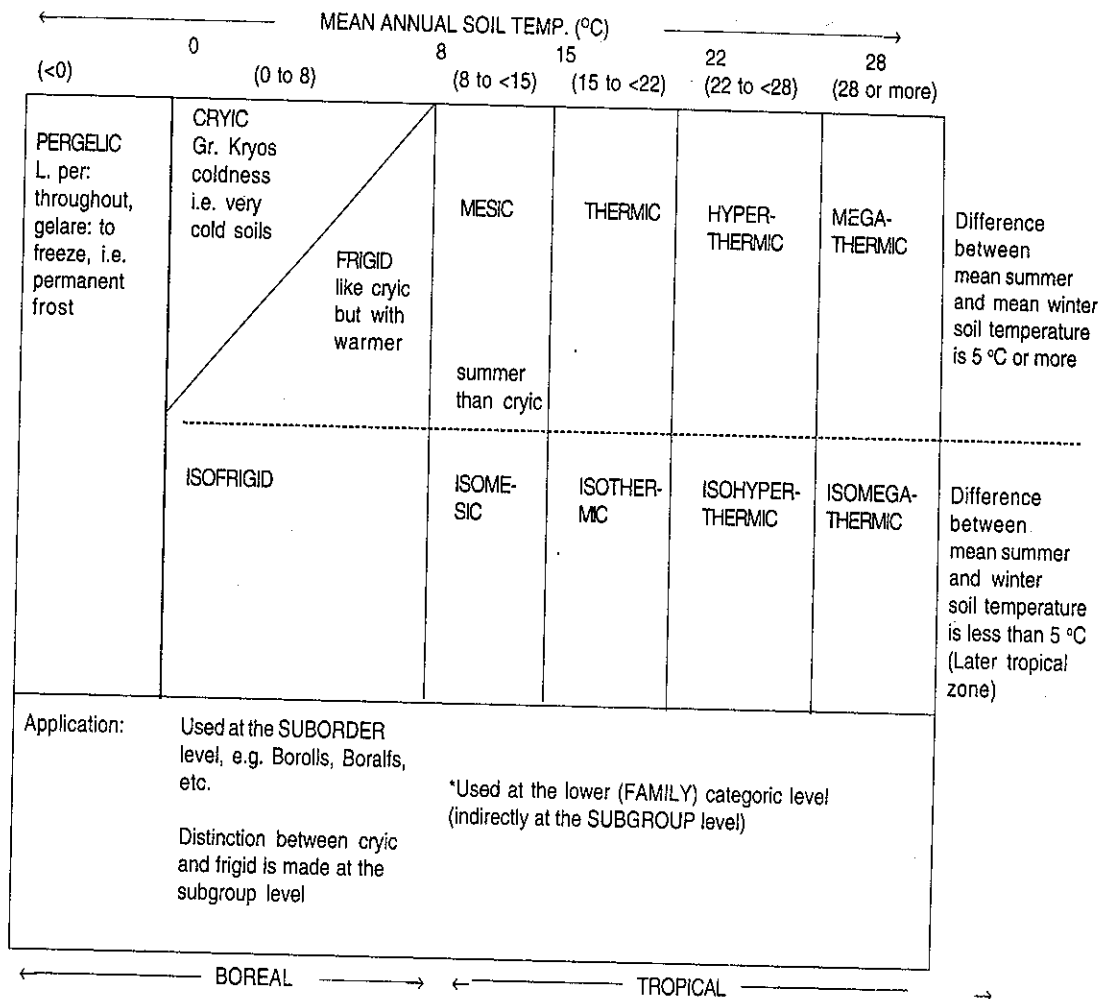 MEAN ANNUAL SOIL TEMP. (°C)
0 8 15 22 28
(<0) (0 to 8) (8 to <15) (15 to <22) (22 to <28) (28 or more)
PERGELIC
L. per:
throughout,
gelare: to
freeze, i.e.
permanent
frost
CRYIC
Gr. Kryos
coldness
i.e. very
cold soils
FRIGID
like cryic
but with
warmer
MESIC
summer
than cryic
THERMIC
HYPER-
THERMIC
MEGA-
THERMIC
Difference
between
mean summer
and mean winter
soil temperature
is 5 °C or more
ISOFRIGID
ISOME-
SIC
ISOTHER-
MIC
ISOHYPER-
THERMIC
ISOMEGA-
THERMIC
Difference
between
mean summer
and winter
soil temperature
is less than 5 °C
(Later tropical
zone)
Application:
Used at the SUBORDER
level, e.g. Borolls, Boralfs,
etc.
Distinction between cryic
and frigid is made at the
subgroup level
*Used at the lower (FAMILY) categoric level
(indirectly at the SUBGROUP level)
BOREAL
TROPICAL